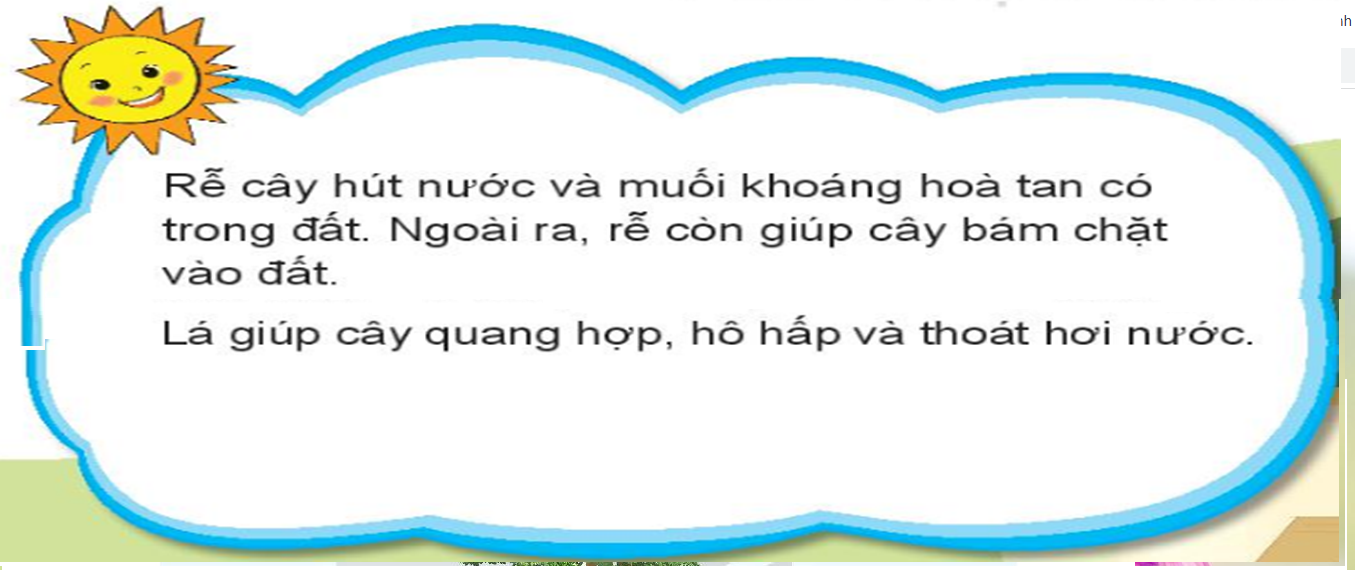 Rễ cây hút nước và muối khoáng hoà tan có
trong đất. Ngoài ra, rễ còn giúp cây bám chặt
vào đất.
Lá giúp cây quang hợp, hô hấp và thoát hơi nước.